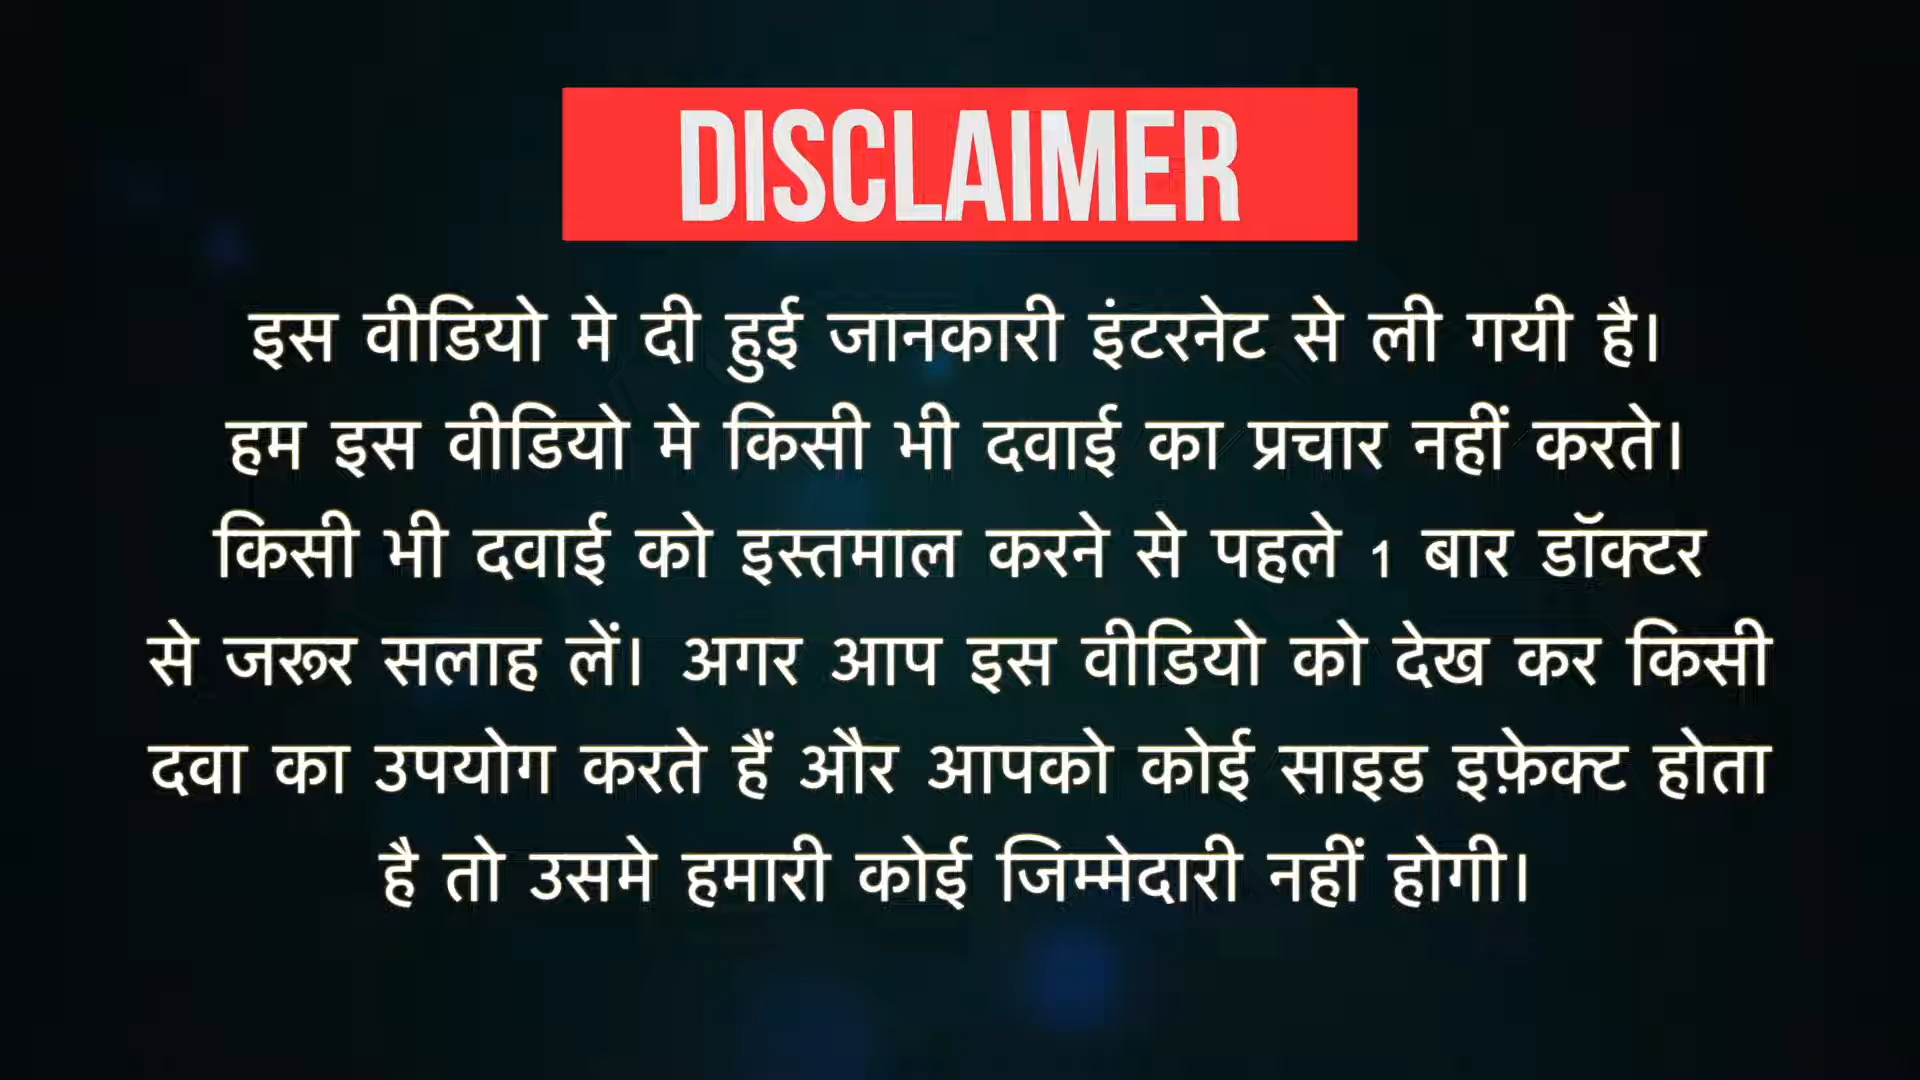 DISCLAIMER
इस वीडियो मे दी हुई जानकारी इंटरनेट से ली गयी है।
हम इस वीडियो मे किसी भी दवाई का प्रचार नहीं करते।
किसी भी दवाई को इस्तमाल करने से पहले 1 बार डॉक्टर
से जरूर सलाह लें। अगर आप इस वीडियो को देख कर किसी
दवा का उपयोग करते हैं और आपको कोई साइड इफ़ेक्ट होता
है तो उसमे हमारी कोई जिम्मेदारी नहीं होगी।